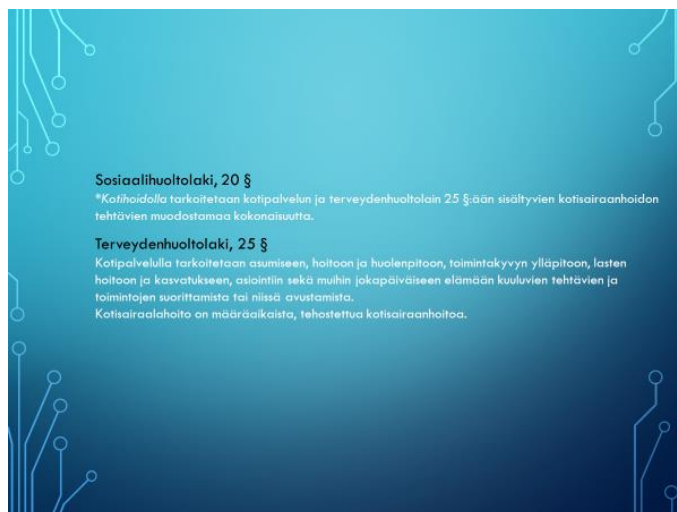 Sosiaalihuoltolaki, 20 §
*Kotihoidolla tarkoitetaan kotipalvelun ja terveydenhuoltolain 25 §:ään sisältyvien kotisairaanhoidon
tehtävien muodostamaa kokonaisuutta.
Terveydenhuoltolaki, 25 §
Kotipalvelulla tarkoitetaan asumiseen, hoitoon ja huolenpitoon, toimintakyvyn ylläpitoon, lasten
hoitoon ja kasvatukseen, asiointiin sekä muihin jokapäiväiseen elämään kuuluvien tehtävien ja
toimintojen suorittamista tai niissä avustamista.
Kotisairaalahoito on määräaikaista, tehostettua kotisairaanhoitoa.